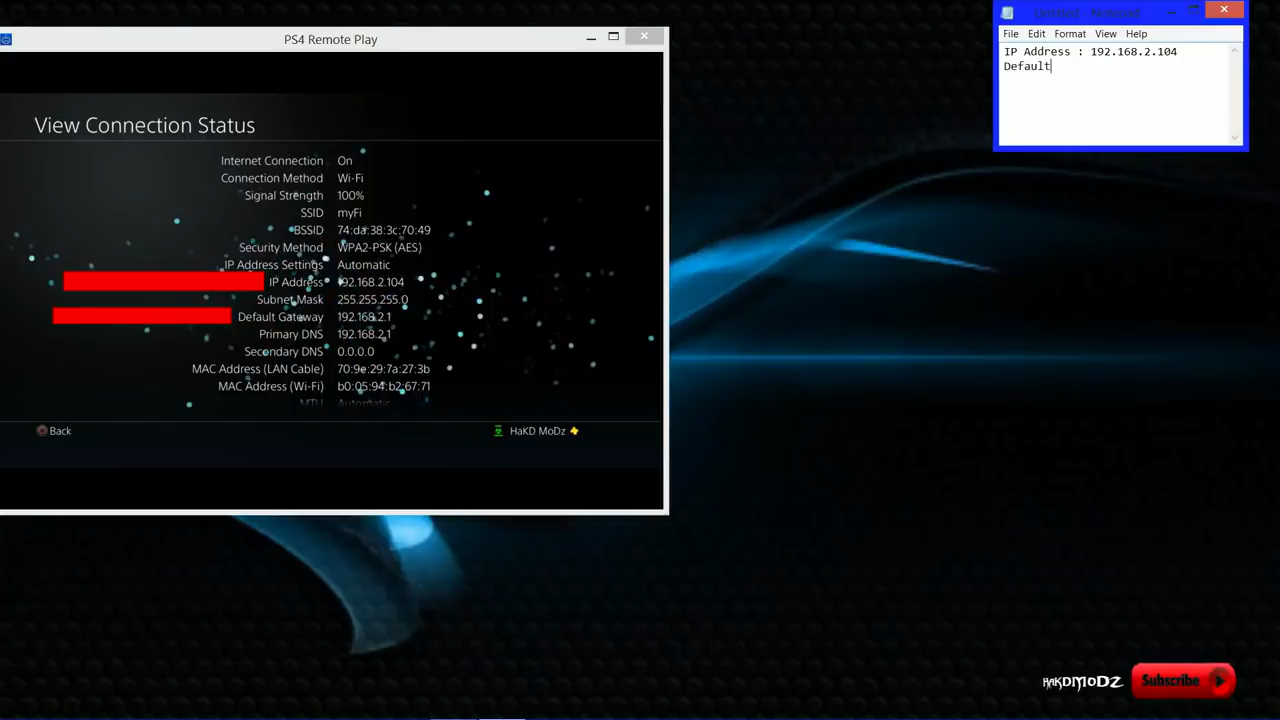 PS4 Remote Play
View Connection Status
Internet Connection On
Connection Method Wi-Fi
Signal Strength 100%
SSID myFi
BSSID 74:da:38:3c:70:49
Security Method WPA2-PSK (AES)
IP Address Settings Automatic
IP Address 192.168.2.104
Subnet Mask 255.255.255.0
Default Gateway 192.168.2.1
Primary DNS 192.168.2.1
Secondary DNS 0.0.0.0
MAC Address (LAN Cable) 70:9e:29:7a:27:3b
MAC Address (Wi-Fi) b0:05:94:b2:67:71
MTU Automatic
Back
HaKD MoDz
Untitled - Notepad
File Edit Format View Help
IP Address : 192.168.2.104
Default
HAKDMODZ
Subscribe